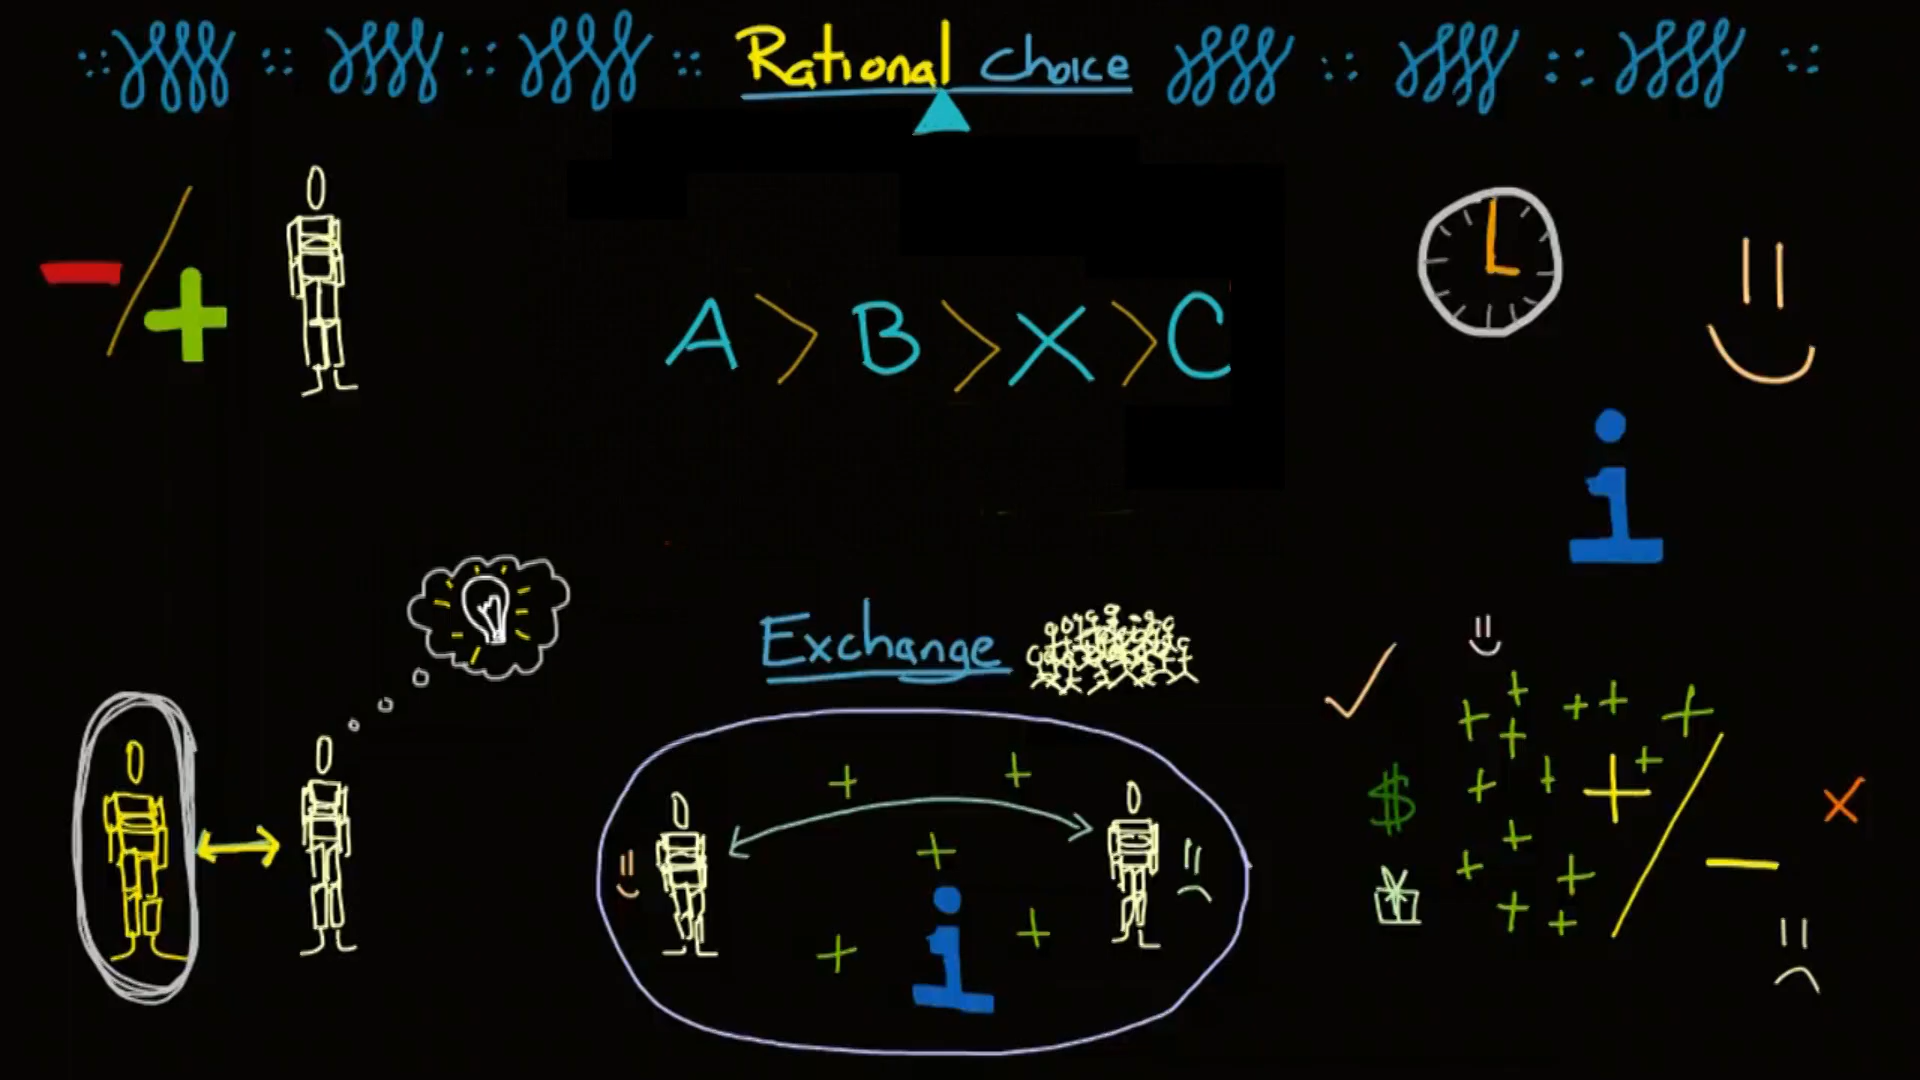 Rational Choice
A > B > X > C
i
Exchange
$
i